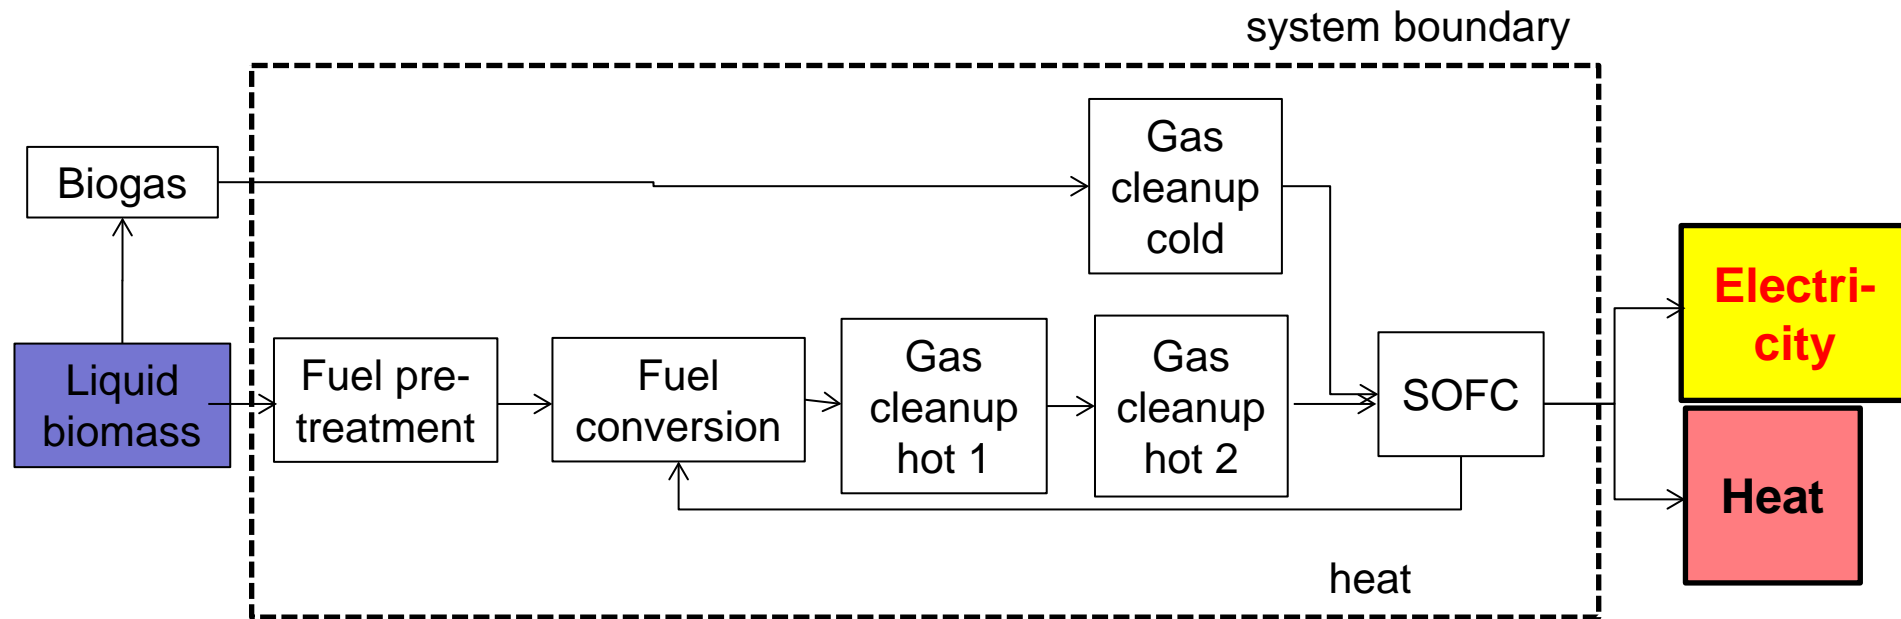 system boundary
Biogas
Gas
cleanup
cold
Liquid
biomass
Fuel pre-
treatment
Fuel
conversion
Gas
cleanup
hot 1
Gas
cleanup
hot 2
SOFC
Electri-
city
Heat
heat